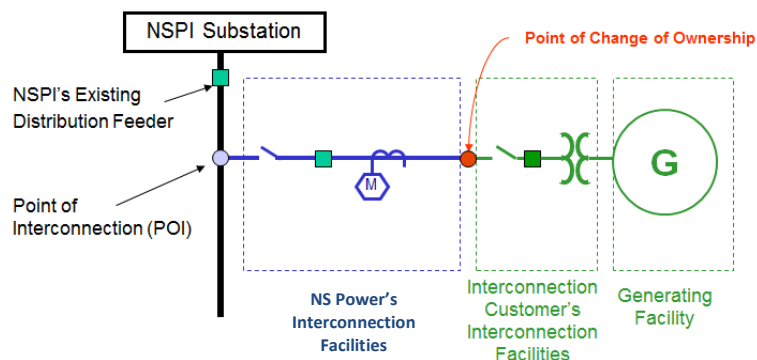 NSPI Substation
Point of Change of Ownership
NSPI's Existing
Distribution Feeder
M
G
Point of
Interconnection (POI)
NS Power's
Interconnection
Facilities
Interconnection
Customer's
Interconnection
Facilities
Generating
Facility